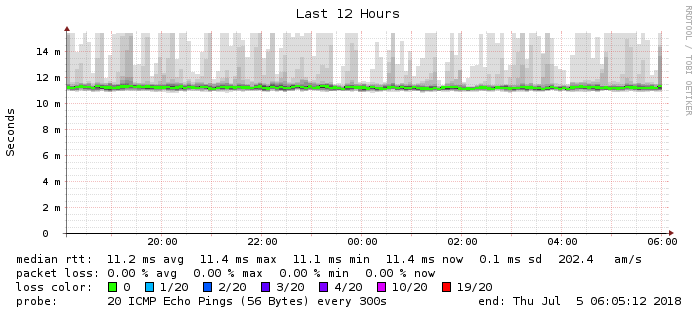 Last 12 Hours
RRDTOOL / TOBI OETIKER
Seconds
14 m
12 m
10 m
8 m
6 m
4 m
2 m
0
20:00 22:00 00:00 02:00 04:00 06:00
median rtt: 11.2 ms avg 11.4 ms max 11.1 ms min 11.4 ms now 0.1 ms sd 202.4 am/s
packet loss: 0.00 % avg 0.00 % max 0.00 % min 0.00 % now
loss color: 0 1/20 2/20 3/20 4/20 10/20 19/20
probe: 20 ICMP Echo Pings (56 Bytes) every 300s end: Thu Jul 5 06:05:12 2018